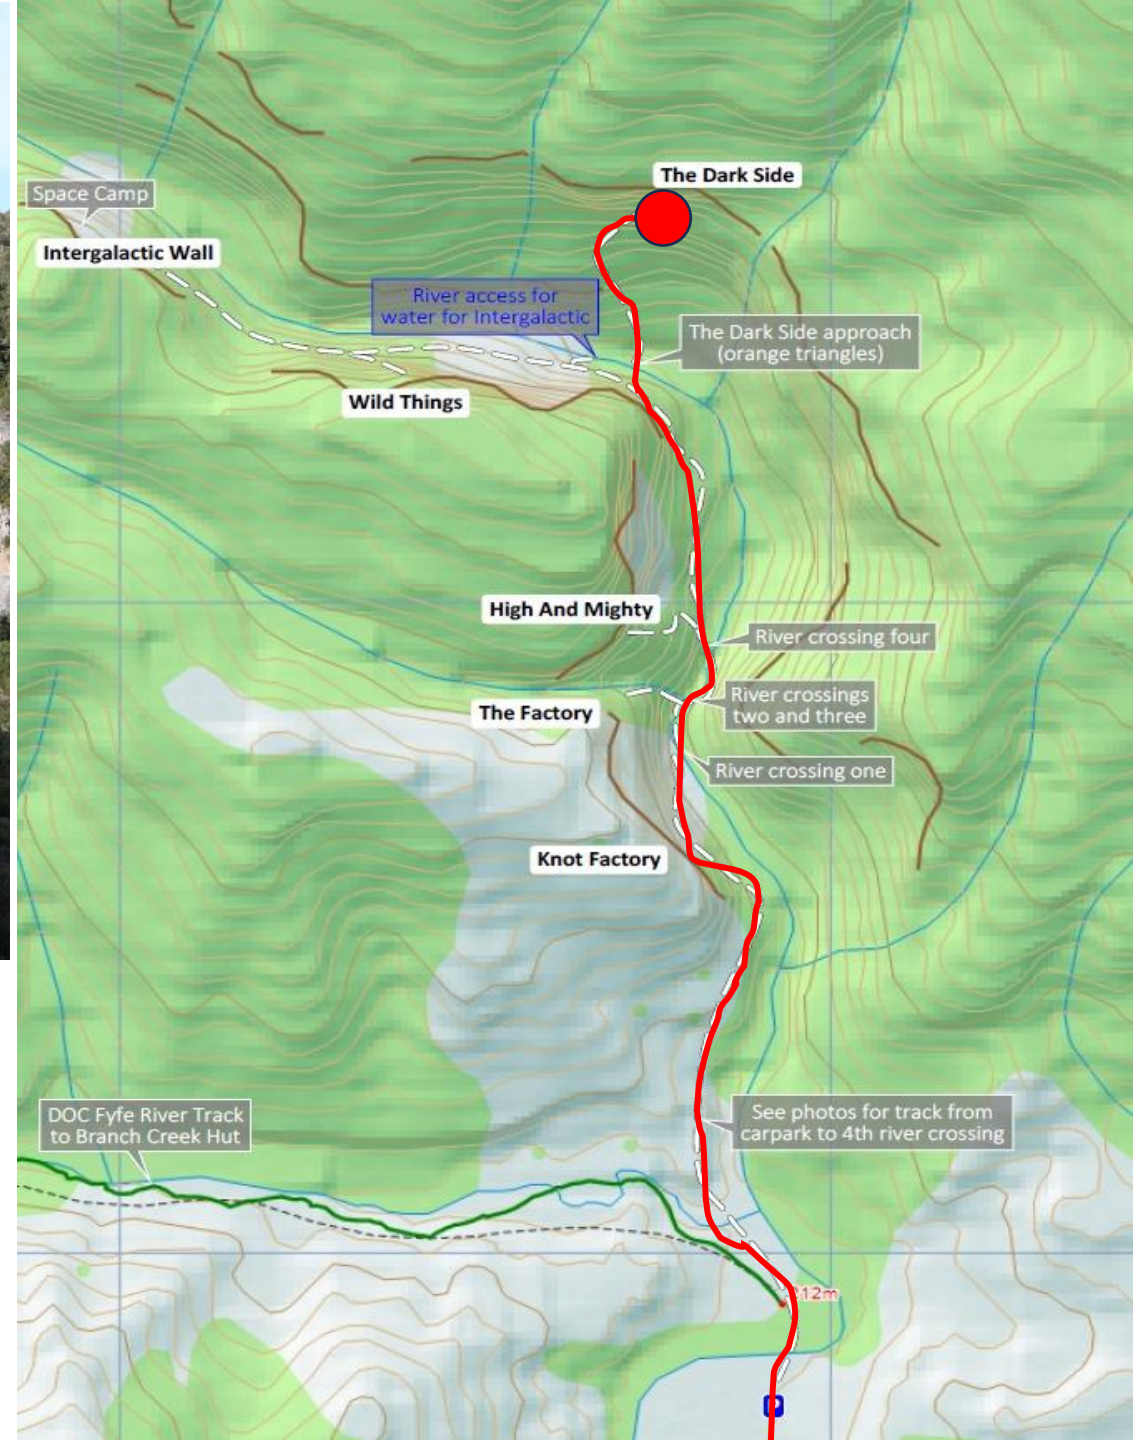 The Dark Side
Space Camp
Intergalactic Wall
River access for
water for Intergalactic
The Dark Side approach
(orange triangles)
Wild Things
High And Mighty
River crossing four
River crossings
two and three
The Factory
River crossing one
Knot Factory
DOC Fyfe River Track
to Branch Creek Hut
See photos for track from
carpark to 4th river crossing
12m
P